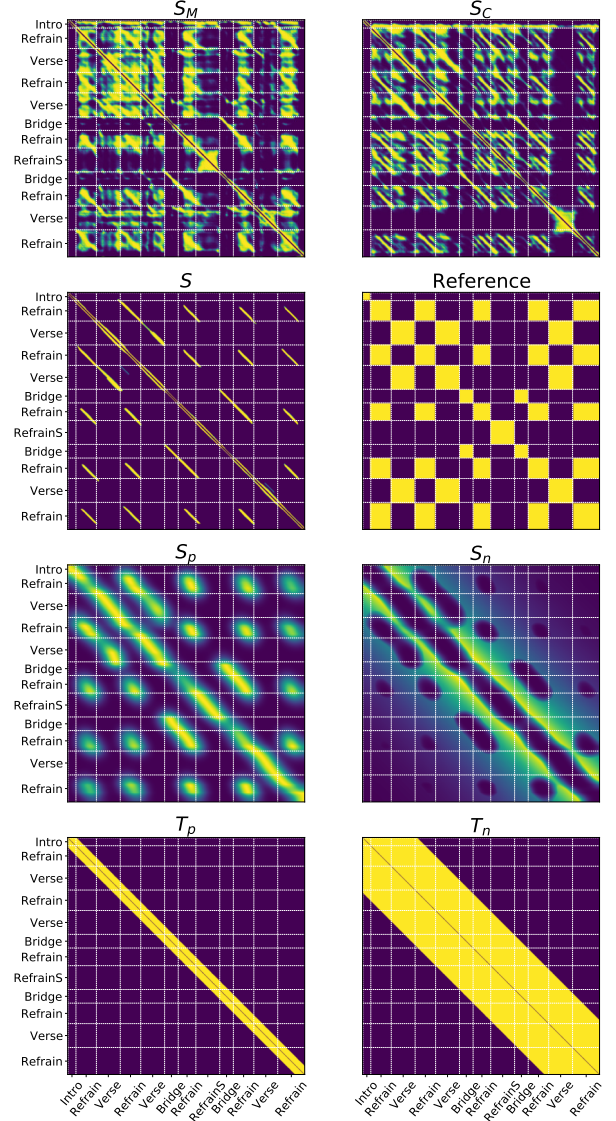 S_M
S_C
Intro
Refrain
Verse
Refrain
Verse
Bridge
Refrain
RefrainS
Bridge
Refrain
Verse
Refrain
S
Reference
Intro
Refrain
Verse
Refrain
Verse
Bridge
Refrain
RefrainS
Bridge
Refrain
Verse
Refrain
S_p
S_n
Intro
Refrain
Verse
Refrain
Verse
Bridge
Refrain
RefrainS
Bridge
Refrain
Verse
Refrain
T_p
T_n
Intro
Refrain
Verse
Refrain
Verse
Bridge
Refrain
RefrainS
Bridge
Refrain
Verse
Refrain
Intro Refrain Verse Refrain Verse Bridge Refrain RefrainS Bridge Refrain Verse Refrain
Intro Refrain Verse Refrain Verse Bridge Refrain RefrainS Bridge Refrain Verse Refrain